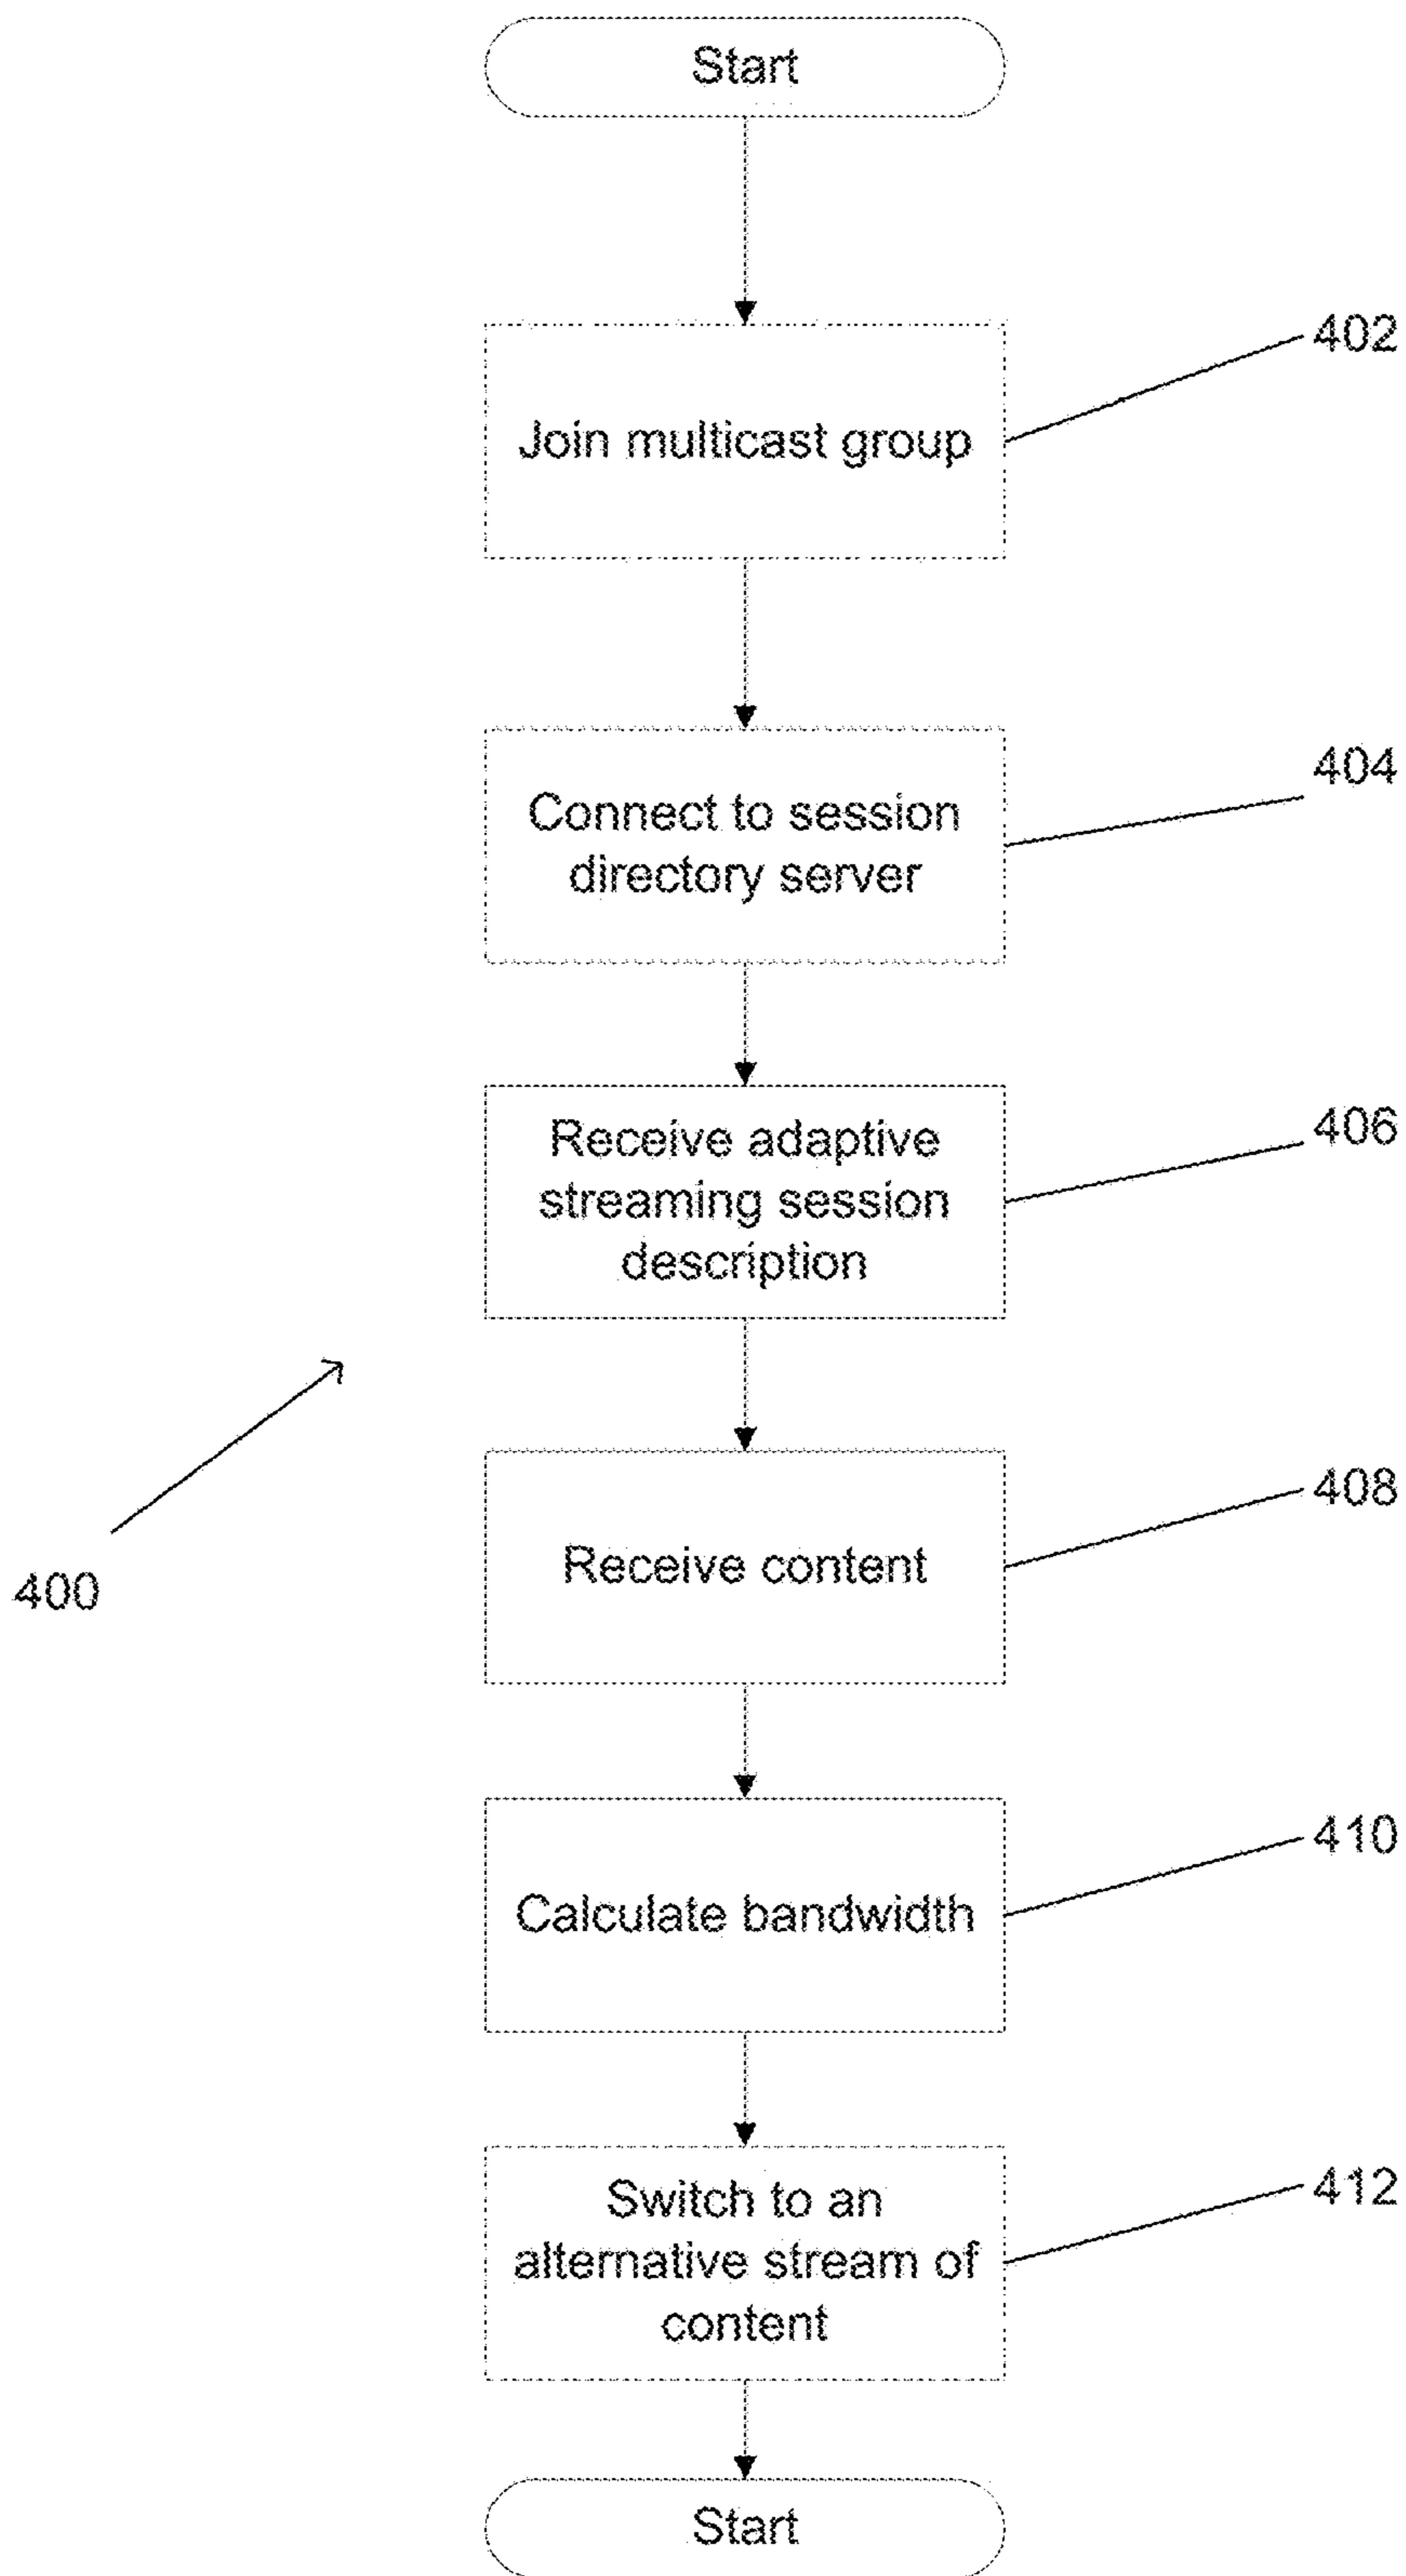 Start
402
Join multicast group
404
Connect to session
directory server
406
Receive adaptive
streaming session
description
408
Receive content
400
410
Calculate bandwidth
412
Switch to an
alternative stream of
content
Start